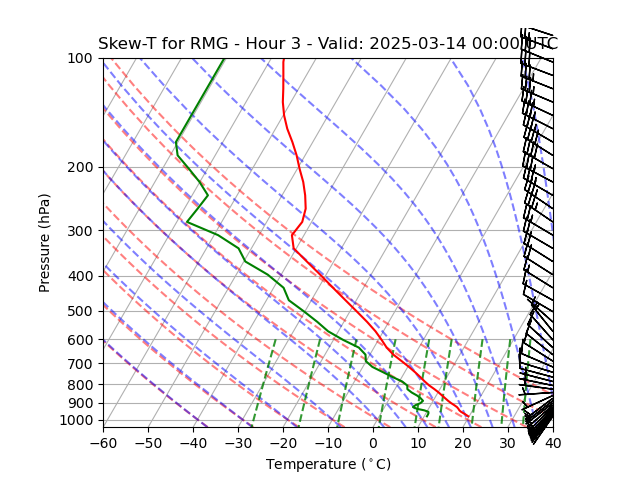 Skew-T for RMG - Hour 3 - Valid: 2025-03-14 00:00 UTC
100
200
300
400
500
600
700
800
900
1000
Pressure (hPa)
−60 −50 −40 −30 −20 −10 0 10 20 30 40
Temperature (°C)